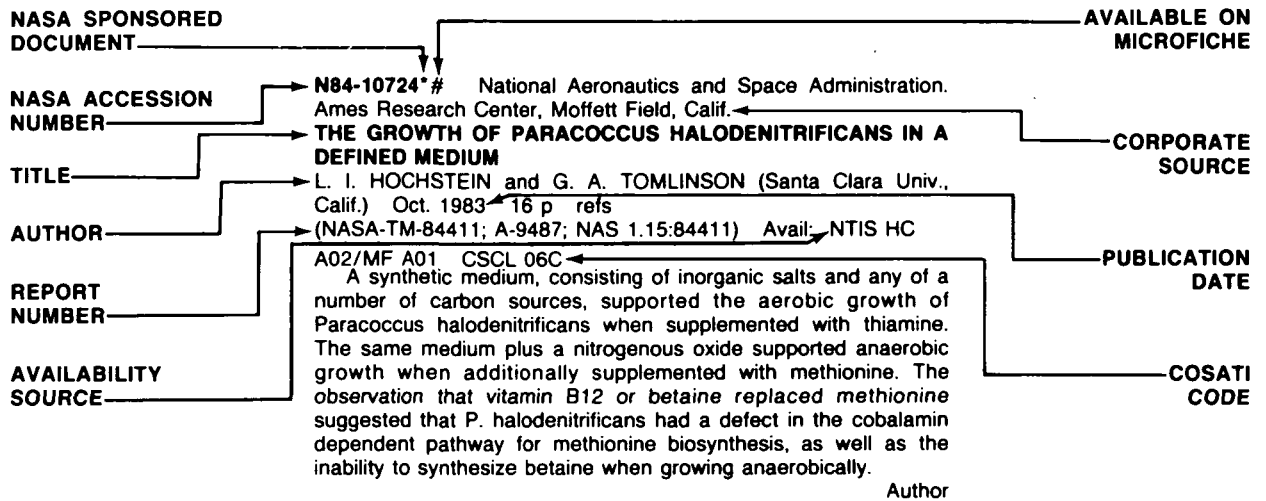 NASA SPONSORED
DOCUMENT
AVAILABLE ON
MICROFICHE
NASA ACCESSION
NUMBER
N84-10724*# National Aeronautics and Space Administration.
Ames Research Center, Moffett Field, Calif.
CORPORATE
SOURCE
TITLE
THE GROWTH OF PARACOCCUS HALODENITRIFICANS IN A
DEFINED MEDIUM
AUTHOR
L. I. HOCHSTEIN and G. A. TOMLINSON (Santa Clara Univ.,
Calif.) Oct. 1983 16 p refs
PUBLICATION
DATE
REPORT
NUMBER
(NASA-TM-84411; A-9487; NAS 1.15:84411) Avail: NTIS HC
A02/MF A01 CSCL 06C
AVAILABILITY
SOURCE
COSATI
CODE
A synthetic medium, consisting of inorganic salts and any of a
number of carbon sources, supported the aerobic growth of
Paracoccus halodenitrificans when supplemented with thiamine.
The same medium plus a nitrogenous oxide supported anaerobic
growth when additionally supplemented with methionine. The
observation that vitamin B12 or betaine replaced methionine
suggested that P. halodenitrificans had a defect in the cobalamin
dependent pathway for methionine biosynthesis, as well as the
inability to synthesize betaine when growing anaerobically.
Author